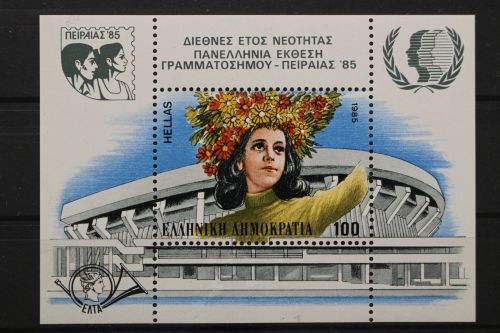 ΠΕΙΡΑΙΑΣ '85
ΔΙΕΘΝΕΣ ΕΤΟΣ ΝΕΟΤΗΤΑΣ
ΠΑΝΕΛΛΗΝΙΑ ΕΚΘΕΣΗ
ΓΡΑΜΜΑΤΟΣΗΜΟΥ - ΠΕΙΡΑΙΑΣ '85
HELLAS
1985
ΕΛΛΗΝΙΚΗ ΔΗΜΟΚΡΑΤΙΑ 100
ΕΛΤΑ